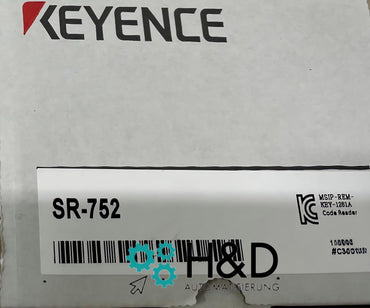 KEYENCE
SR-752
MSIP-REM-
KEY-1281A
Code Reader
H&D
AUTOMATISIERUNG